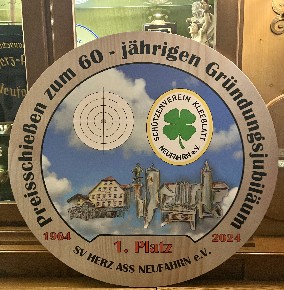 Preisschießen zum 60 - jährigen Gründungsjubiläum
SCHÜTZENVEREIN KLEEBLATT
NEUFAHRN e.V.
1964
2024
1. Platz
SV HERZ ASS NEUFAHRN e.V.